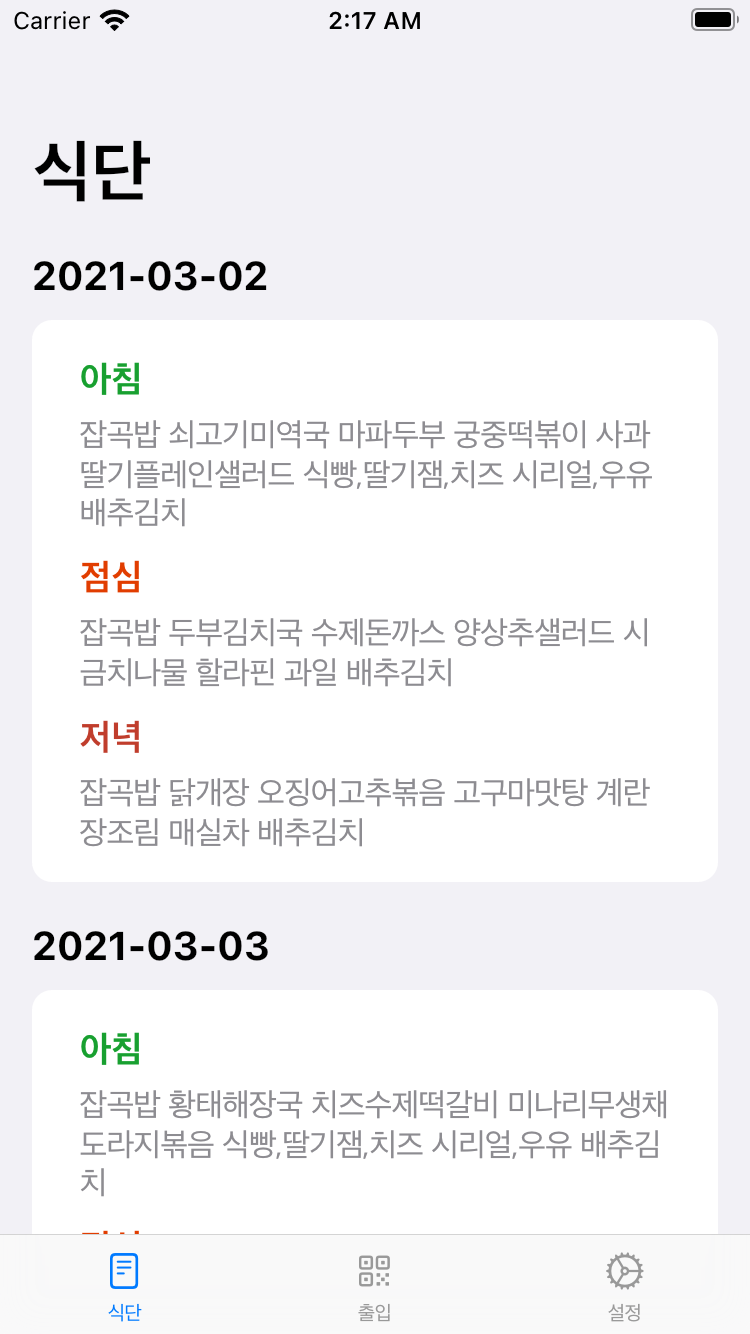 Carrier 2:17 AM
식단
2021-03-02
아침
잡곡밥 쇠고기미역국 마파두부 궁중떡볶이 사과
딸기플레인샐러드 식빵,딸기잼,치즈 시리얼,우유
배추김치
점심
잡곡밥 두부김치국 수제돈까스 양상추샐러드 시
금치나물 할라핀 과일 배추김치
저녁
잡곡밥 닭개장 오징어고추볶음 고구마맛탕 계란
장조림 매실차 배추김치
2021-03-03
아침
잡곡밥 황태해장국 치즈수제떡갈비 미나리무생채
도라지볶음 식빵,딸기잼,치즈 시리얼,우유 배추김
치
식단 출입 설정